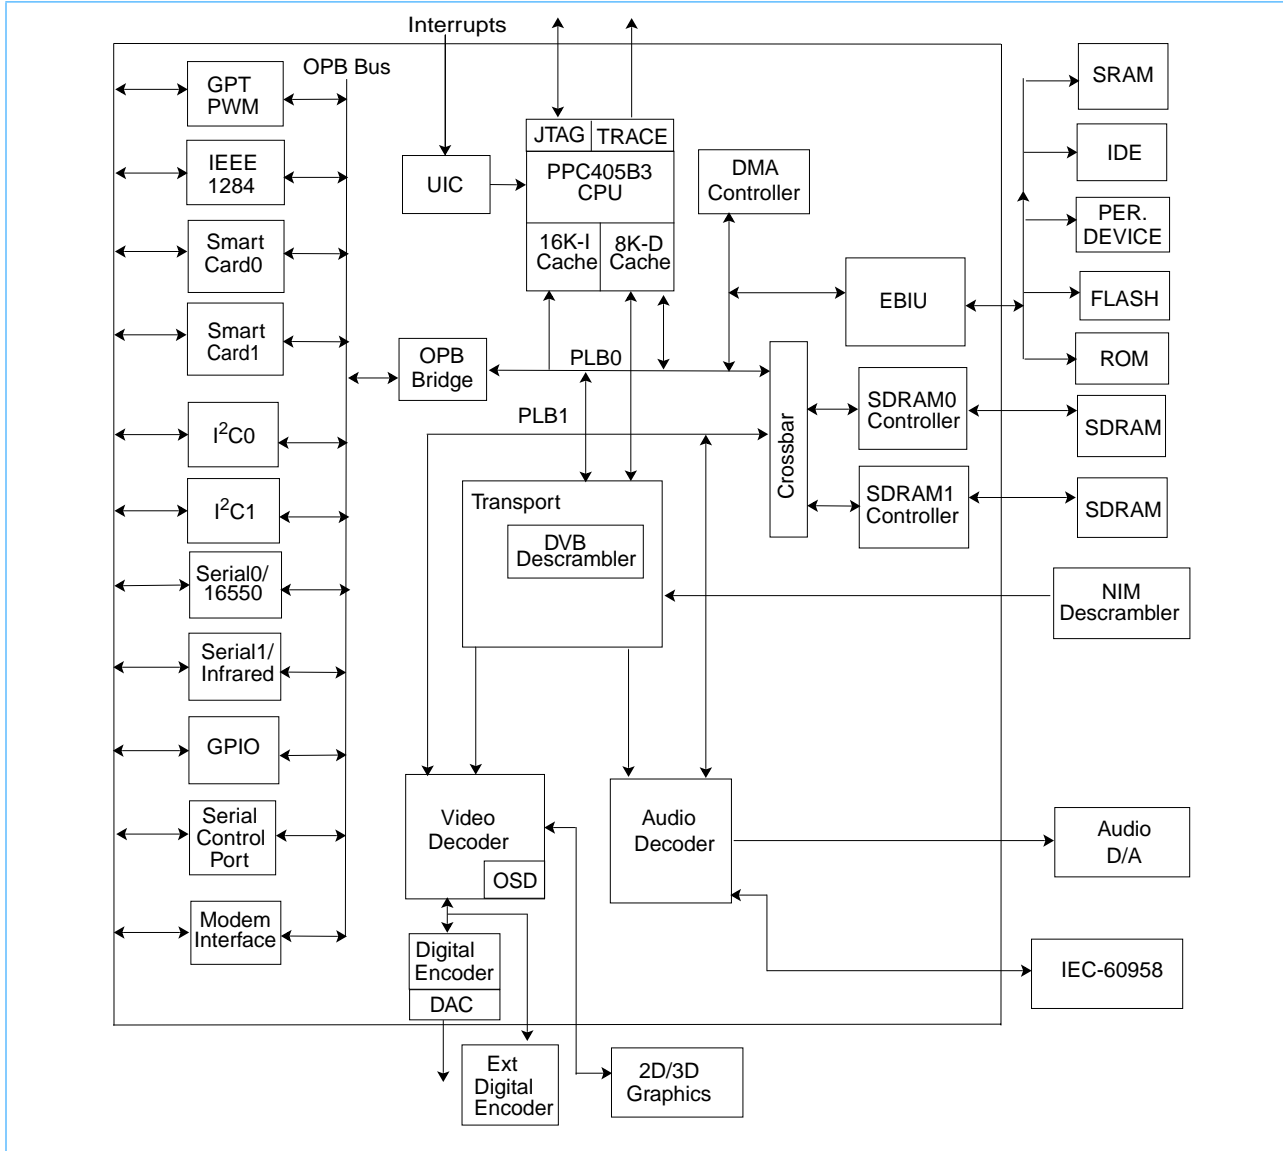 Interrupts
OPB Bus
GPT
PWM
IEEE
1284
Smart
Card0
Smart
Card1
I²C0
I²C1
Serial0/
16550
Serial1/
Infrared
GPIO
Serial
Control
Port
Modem
Interface
UIC
JTAG
TRACE
PPC405B3
CPU
16K-I
Cache
8K-D
Cache
DMA
Controller
EBIU
OPB
Bridge
PLB0
PLB1
Crossbar
SDRAM0
Controller
SDRAM1
Controller
Transport
DVB
Descrambler
Video
Decoder
OSD
Audio
Decoder
Digital
Encoder
DAC
Ext
Digital
Encoder
2D/3D
Graphics
SRAM
IDE
PER.
DEVICE
FLASH
ROM
SDRAM
SDRAM
NIM
Descrambler
Audio
D/A
IEC-60958